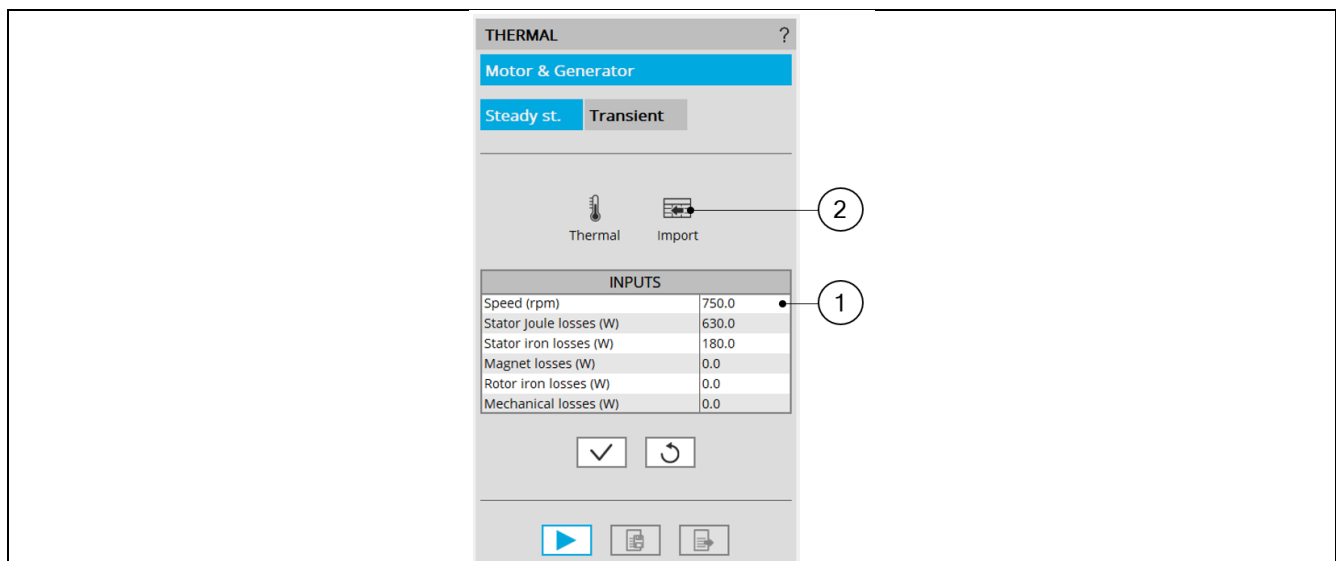 THERMAL ?
Motor & Generator
Steady st. Transient
2
Thermal Import
INPUTS
Speed (rpm) 750.0
1
Stator Joule losses (W) 630.0
Stator iron losses (W) 180.0
Magnet losses (W) 0.0
Rotor iron losses (W) 0.0
Mechanical losses (W) 0.0